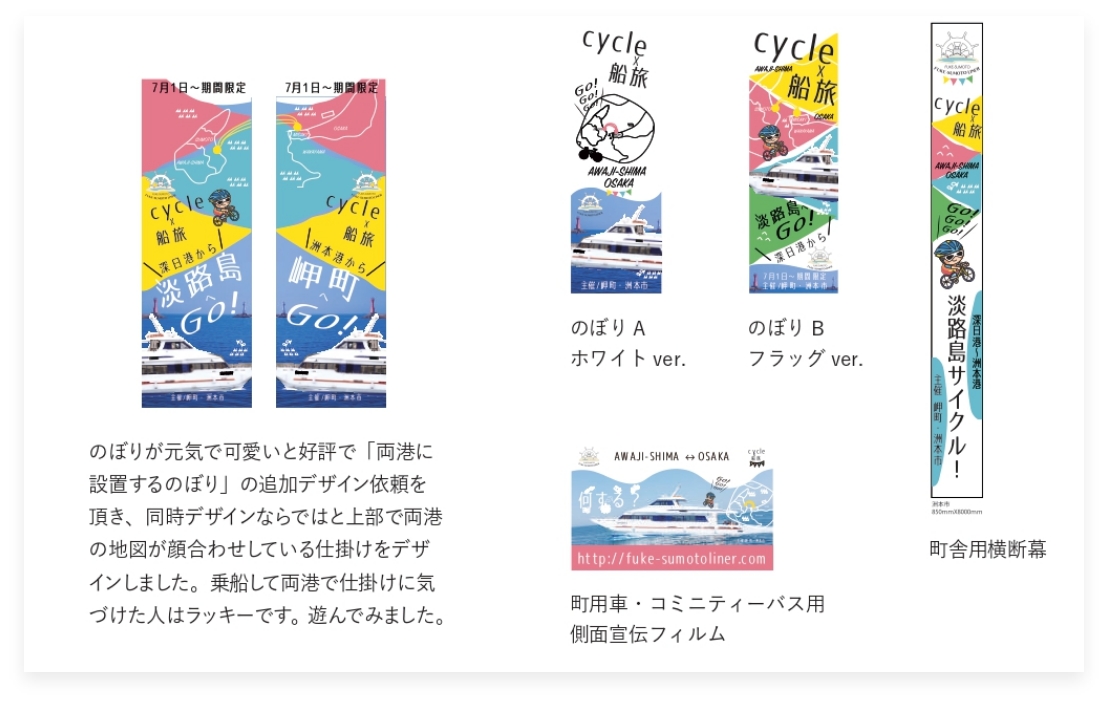 7月1日～期間限定
AWAJI-SHIMA
cycle
x
船旅
深日港から
淡路島
へ
Go!
主催/岬町・洲本市
7月1日～期間限定
OSAKA
cycle
x
船旅
洲本港から
岬町
へ
Go!
主催/岬町・洲本市
のぼりが元気で可愛いと好評で「両港に
設置するのぼり」の追加デザイン依頼を
頂き、同時デザインならではと上部で両港
の地図が顔合わせしている仕掛けをデザ
インしました。乗船して両港で仕掛けに気
づけた人はラッキーです。遊んでみました。
cycle
x
船旅
Go!
Go!
Go!
AWAJI-SHIMA
OSAKA
主催/岬町・洲本市
のぼり A
ホワイト ver.
cycle
AWAJI-SHIMA
x
船旅
OSAKA
淡路島へ
Go!
深日港から
7月1日～期間限定
主催/岬町・洲本市
のぼり B
フラッグ ver.
AWAJI-SHIMA ↔ OSAKA
cycle
船旅
何する?
http://fuke-sumotoliner.com
町用車・コミニティーバス用
側面宣伝フィルム
FUKE-SUMOTO
FUKE-SUMOTOLINER
cycle
x
船旅
AWAJI-SHIMA
OSAKA
Go!
Go!
Go!
深日港～洲本港
淡路島サイクル！
主催 岬町・洲本市
洲本市
850mmX8000mm
町舎用横断幕